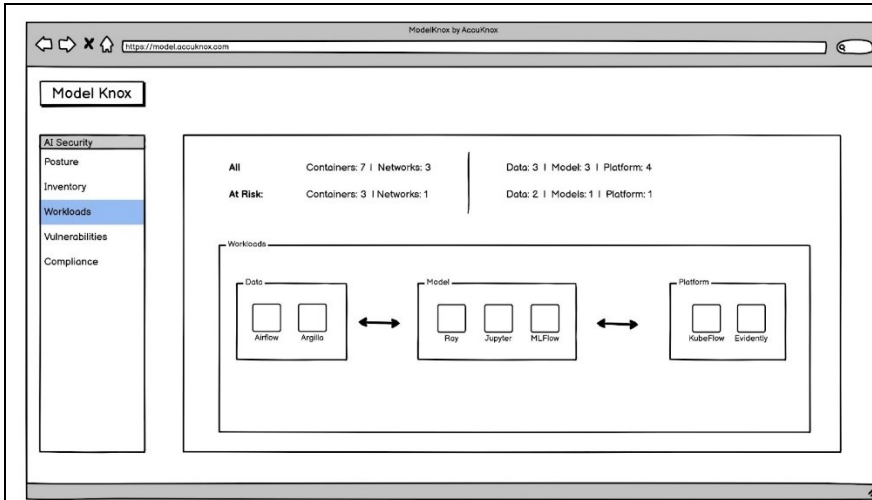 ModelKnox by AccuKnox
https://model.accuknox.com
Model Knox
AI Security
Posture
Inventory
Workloads
Vulnerabilities
Compliance
All Containers: 7 | Networks: 3 Data: 3 | Model: 3 | Platform: 4
At Risk: Containers: 3 | Networks: 1 Data: 2 | Models: 1 | Platform: 1
Workloads
Data
Airflow Argilla
Model
Ray Jupyter MLFlow
Platform
KubeFlow Evidently